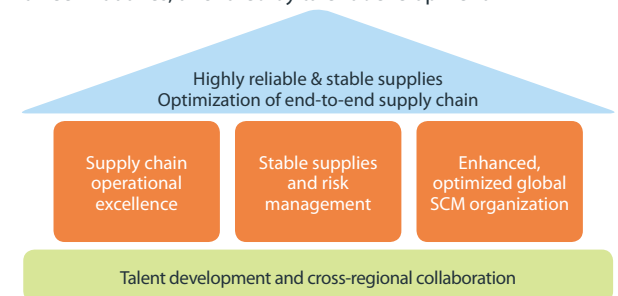 Highly reliable & stable supplies
Optimization of end-to-end supply chain
Supply chain
operational
excellence
Stable supplies
and risk
management
Enhanced,
optimized global
SCM organization
Talent development and cross-regional collaboration